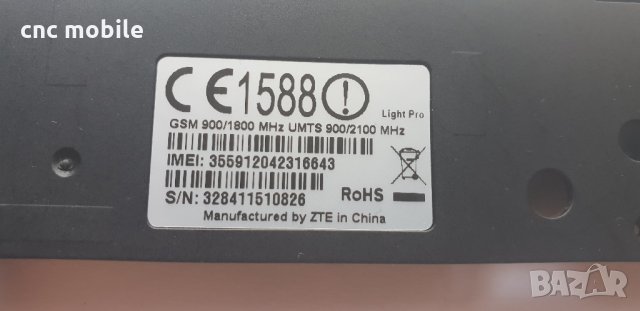 cnc mobile
CE1588
Light Pro
GSM 900/1800 MHz UMTS 900/2100 MHz
IMEI: 355912042316643
S/N: 328411510826
RoHS
Manufactured by ZTE in China
BAZAR